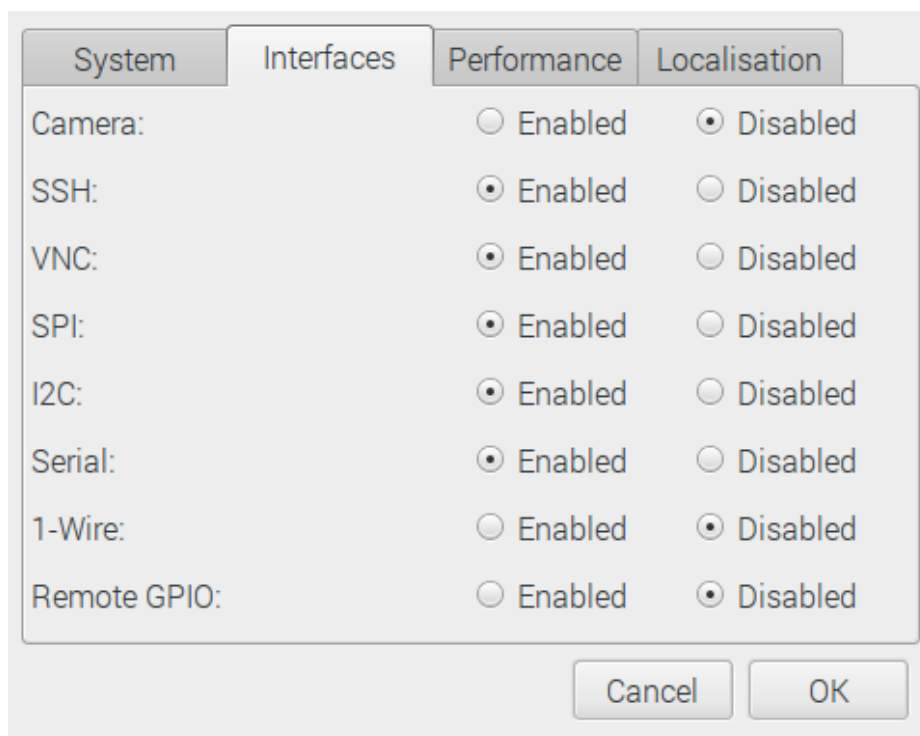 System Interfaces Performance Localisation
Camera: Enabled Disabled
SSH: Enabled Disabled
VNC: Enabled Disabled
SPI: Enabled Disabled
I2C: Enabled Disabled
Serial: Enabled Disabled
1-Wire: Enabled Disabled
Remote GPIO: Enabled Disabled
Cancel OK